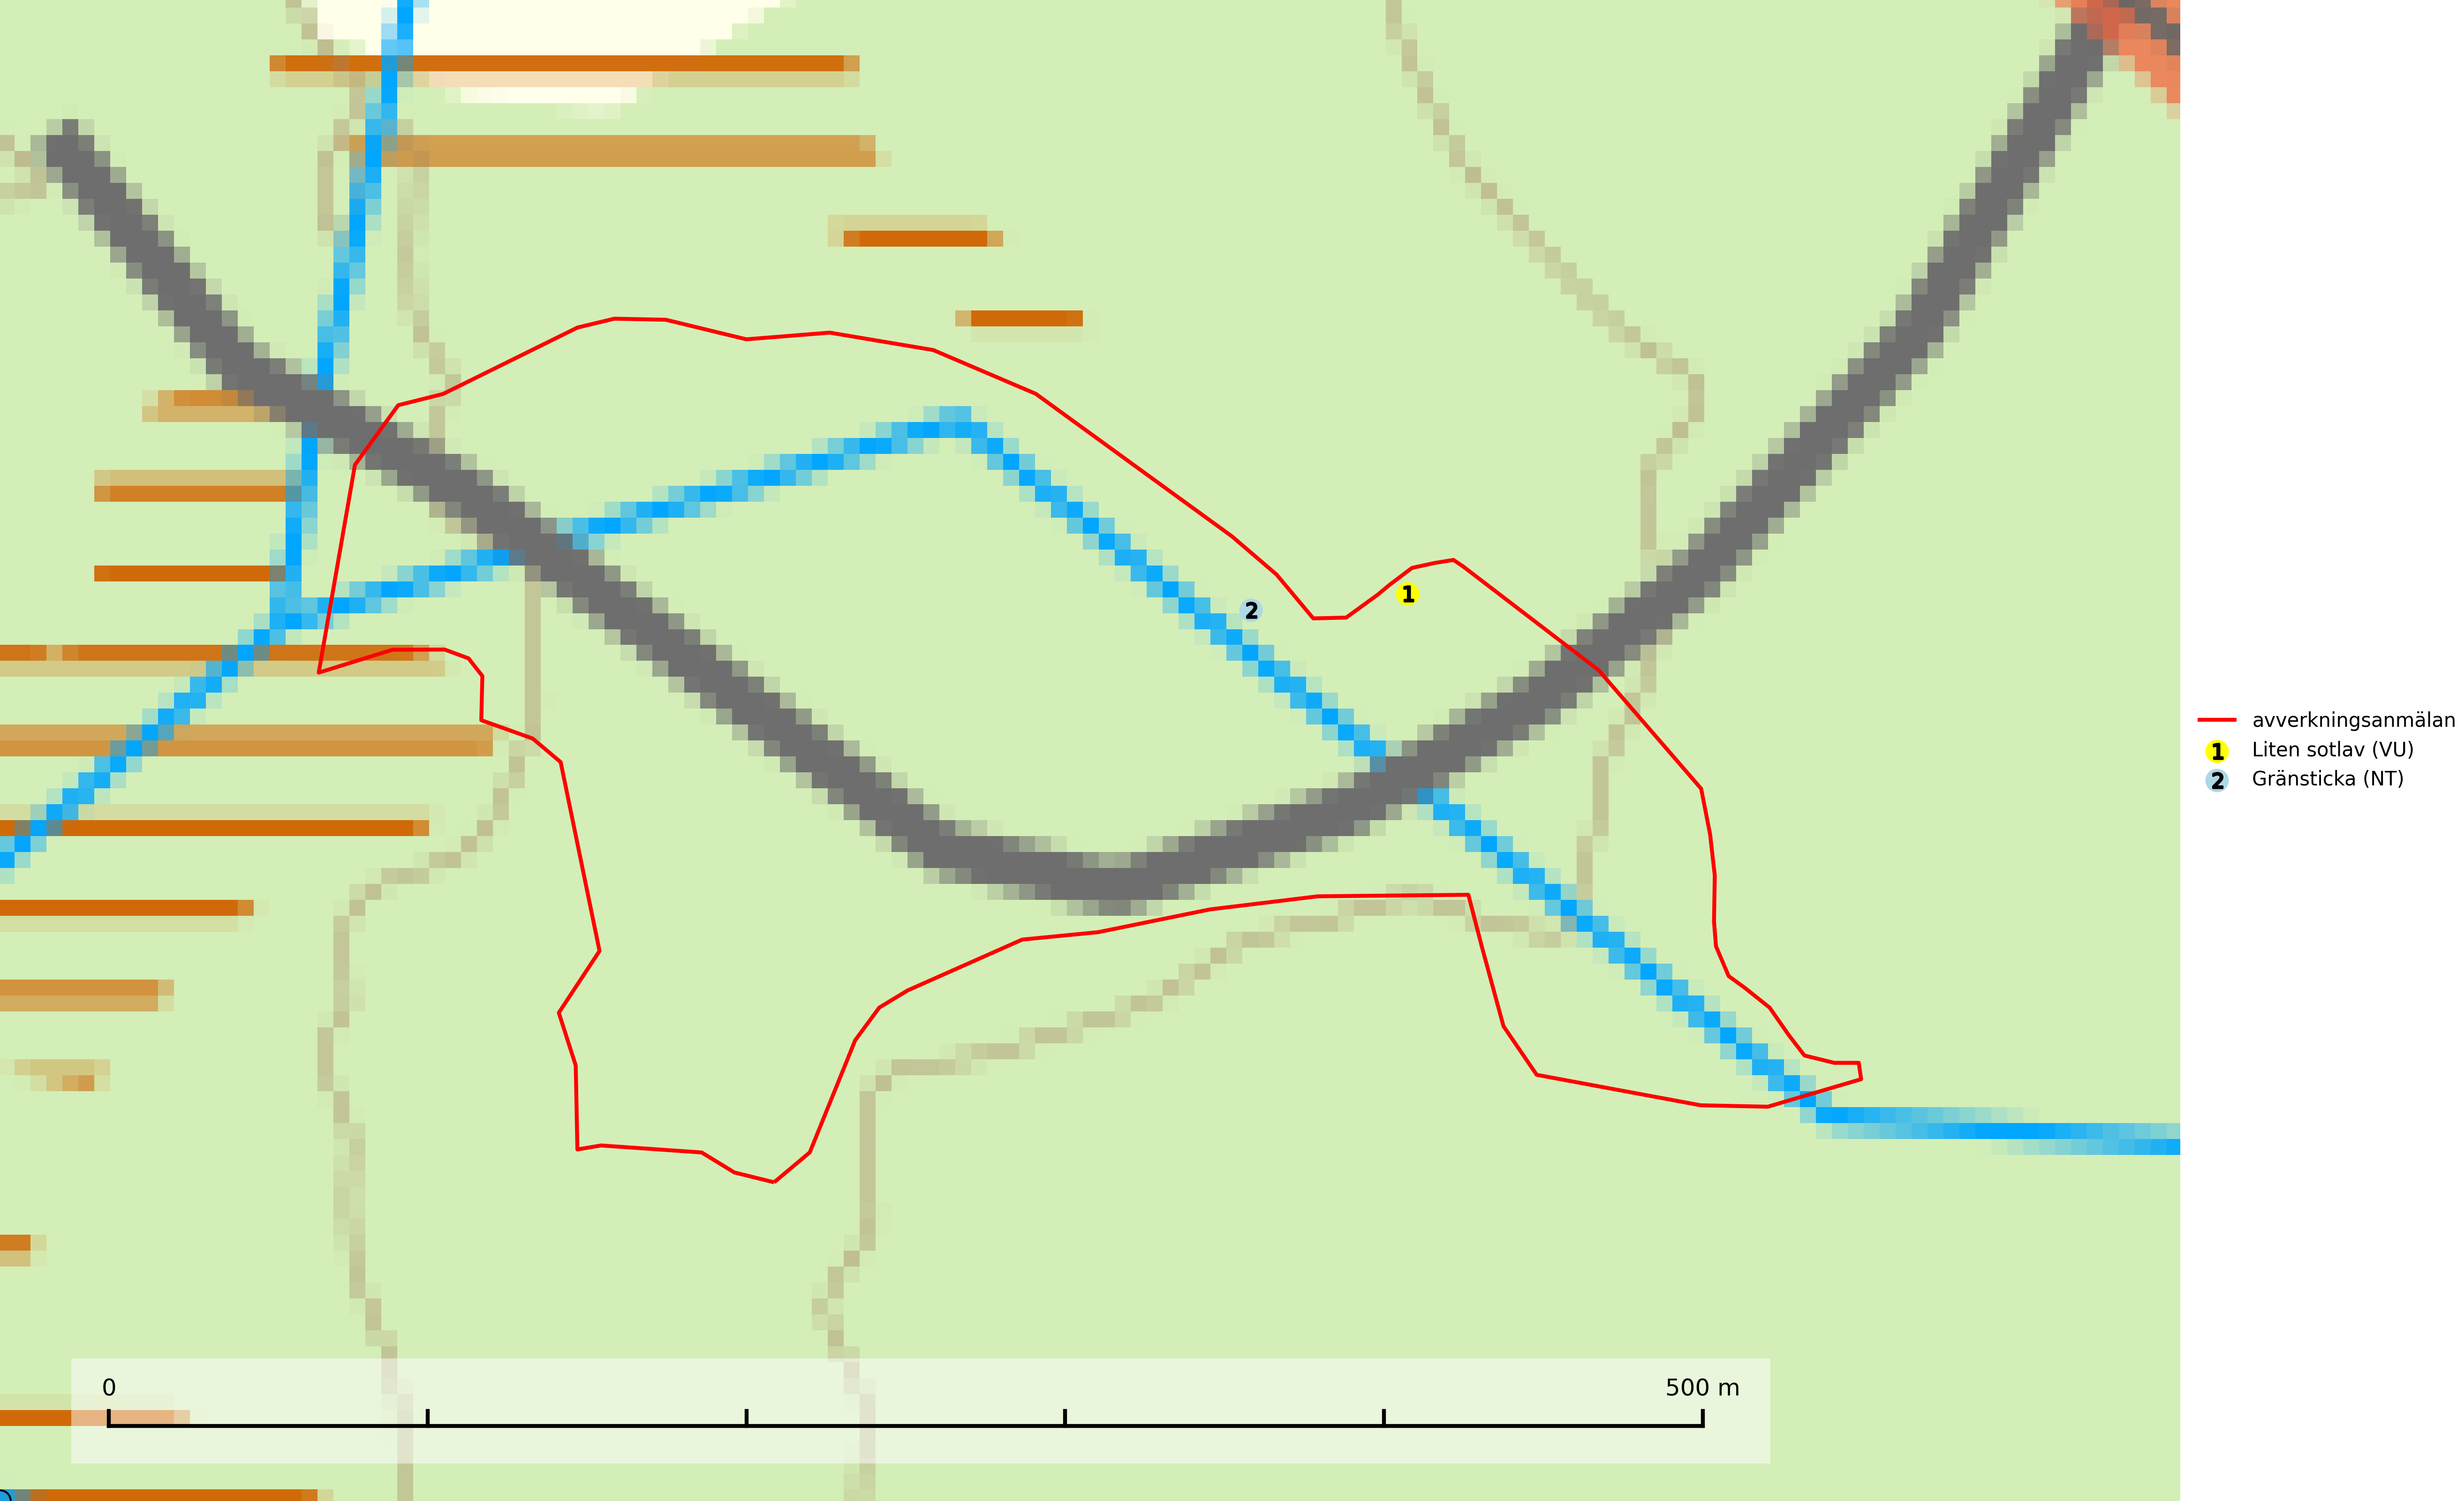 2
1
avverkningsanmälan
1 Liten sotlav (VU)
2 Gränsticka (NT)
0 500 m